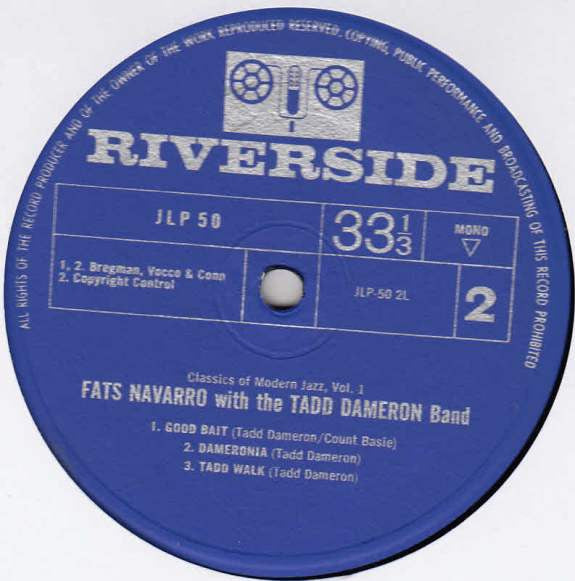 ALL RIGHTS OF THE RECORD PRODUCER AND OF THE OWNER OF THE WORK REPRODUCED RESERVED. COPYING, PUBLIC PERFORMANCE AND BROADCASTING OF THIS RECORD PROHIBITED
RIVERSIDE
JLP 50
33 1/3
MONO
1, 2. Bregman, Vocco & Conn
2. Copyright Control
JLP-50 2L
2
Classics of Modern Jazz, Vol. 1
FATS NAVARRO with the TADD DAMERON Band
1. GOOD BAIT (Tadd Dameron/Count Basie)
2. DAMERONIA (Tadd Dameron)
3. TADD WALK (Tadd Dameron)